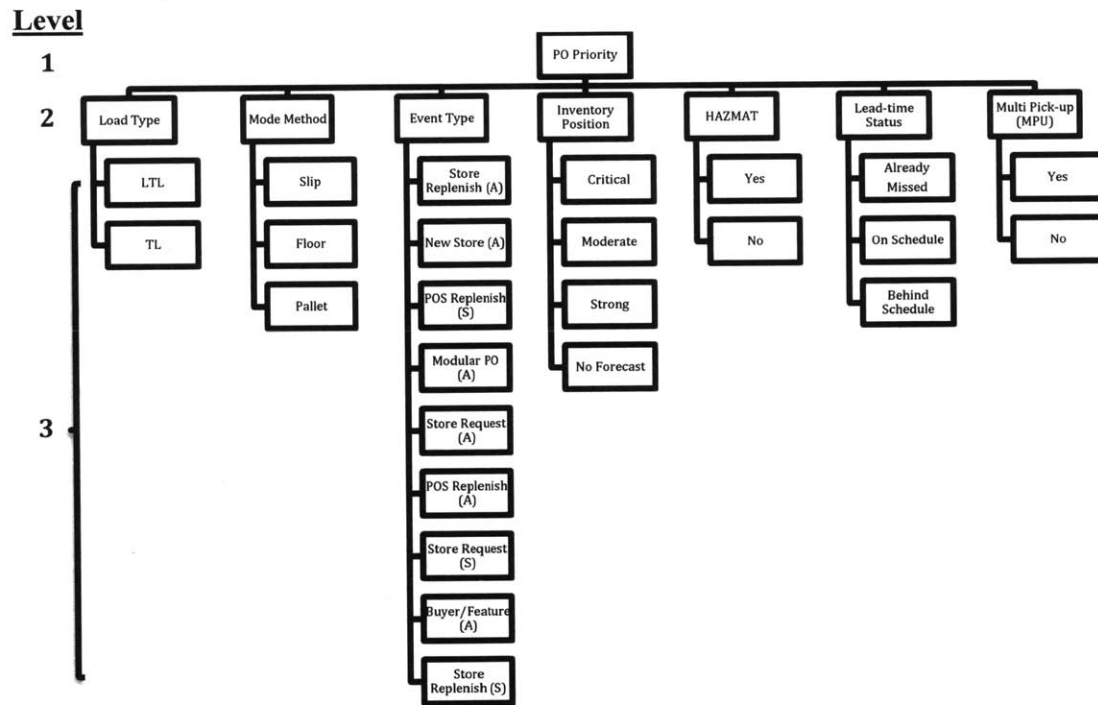 Level
1
PO Priority
2
Load Type
Mode Method
Event Type
Inventory
Position
HAZMAT
Lead-time
Status
Multi Pick-up
(MPU)
3
LTL
TL
Slip
Floor
Pallet
Store
Replenish (A)
New Store (A)
POS Replenish
(S)
Modular PO
(A)
Store Request
(A)
POS Replenish
(A)
Store Request
(S)
Buyer/Feature
(A)
Store
Replenish (S)
Critical
Moderate
Strong
No Forecast
Yes
No
Already
Missed
On Schedule
Behind
Schedule
Yes
No